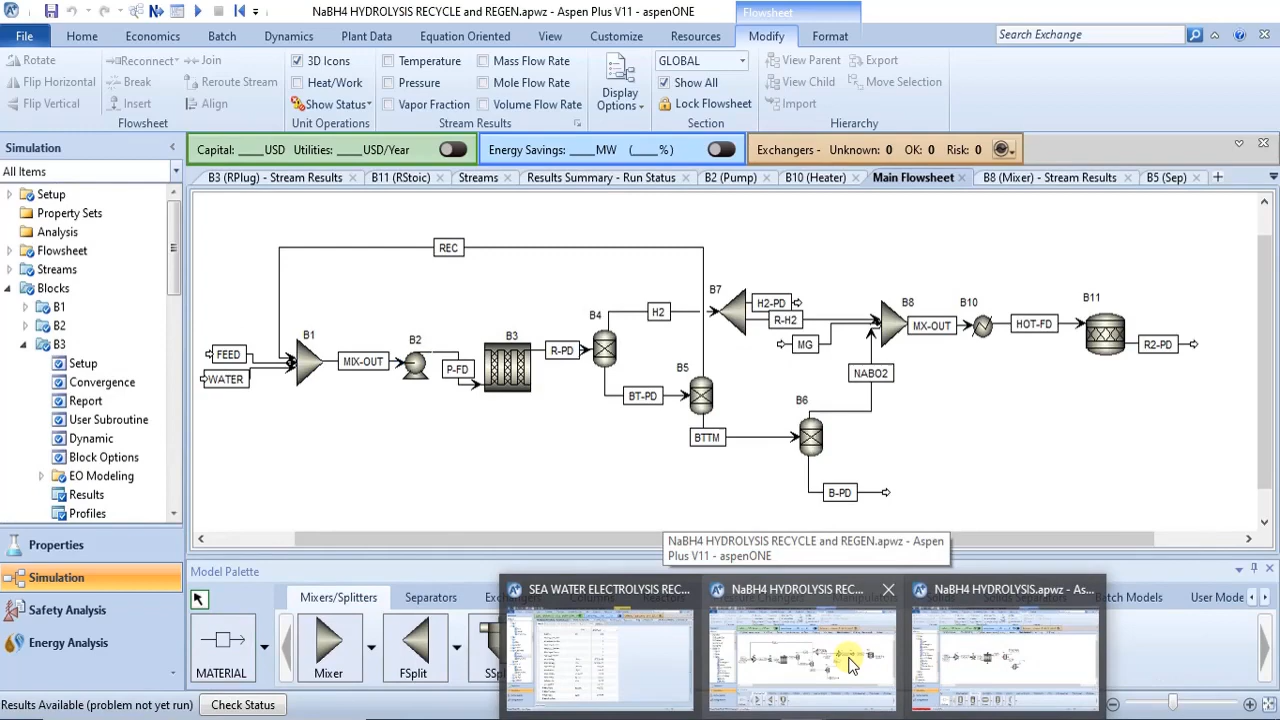 NaBH4 HYDROLYSIS RECYCLE and REGEN.apwz - Aspen Plus V11 - aspenONE
Flowsheet
File Home Economics Batch Dynamics Plant Data Equation Oriented View Customize Resources Modify Format
Search Exchange
Rotate Reconnect Join
Flip Horizontal Break Reroute Stream
Flip Vertical Insert Align
Flowsheet
3D Icons
Heat/Work
Show Status
Unit Operations
Temperature Mass Flow Rate
Pressure Mole Flow Rate
Vapor Fraction Volume Flow Rate
Stream Results
Display
Options
GLOBAL
Show All
Lock Flowsheet
Section
View Parent Export
View Child Move Selection
Import
Hierarchy
Simulation
Capital: ____USD Utilities: ____USD/Year
Energy Savings: ____MW (____%)
Exchangers - Unknown: 0 OK: 0 Risk: 0
All Items
B3 (RPlug) - Stream Results B11 (RStoic) Streams Results Summary - Run Status B2 (Pump) B10 (Heater) Main Flowsheet B8 (Mixer) - Stream Results B5 (Sep)
Setup
Property Sets
Analysis
Flowsheet
Streams
Blocks
B1
B2
B3
Setup
Convergence
Report
User Subroutine
Dynamic
Block Options
EO Modeling
Results
Profiles
REC
B7
H2-PD
B8
B10
B11
B4
H2
R-H2
MX-OUT
HOT-FD
B1
B2
B3
MG
R2-PD
FEED
MIX-OUT
P-FD
R-PD
WATER
B5
NABO2
BT-PD
B6
BTTM
B-PD
Properties
Simulation
Safety Analysis
Energy Analysis
NaBH4 HYDROLYSIS RECYCLE and REGEN.apwz - Aspen
Plus V11 - aspenONE
Model Palette
SEA WATER ELECTROLYSIS REC...
NaBH4 HYDROLYSIS REC...
NaBH4 HYDROLYSIS.apwz - As...
Mixers/Splitters Separators
Batch Models User Mode
MATERIAL
Mixer
FSplit